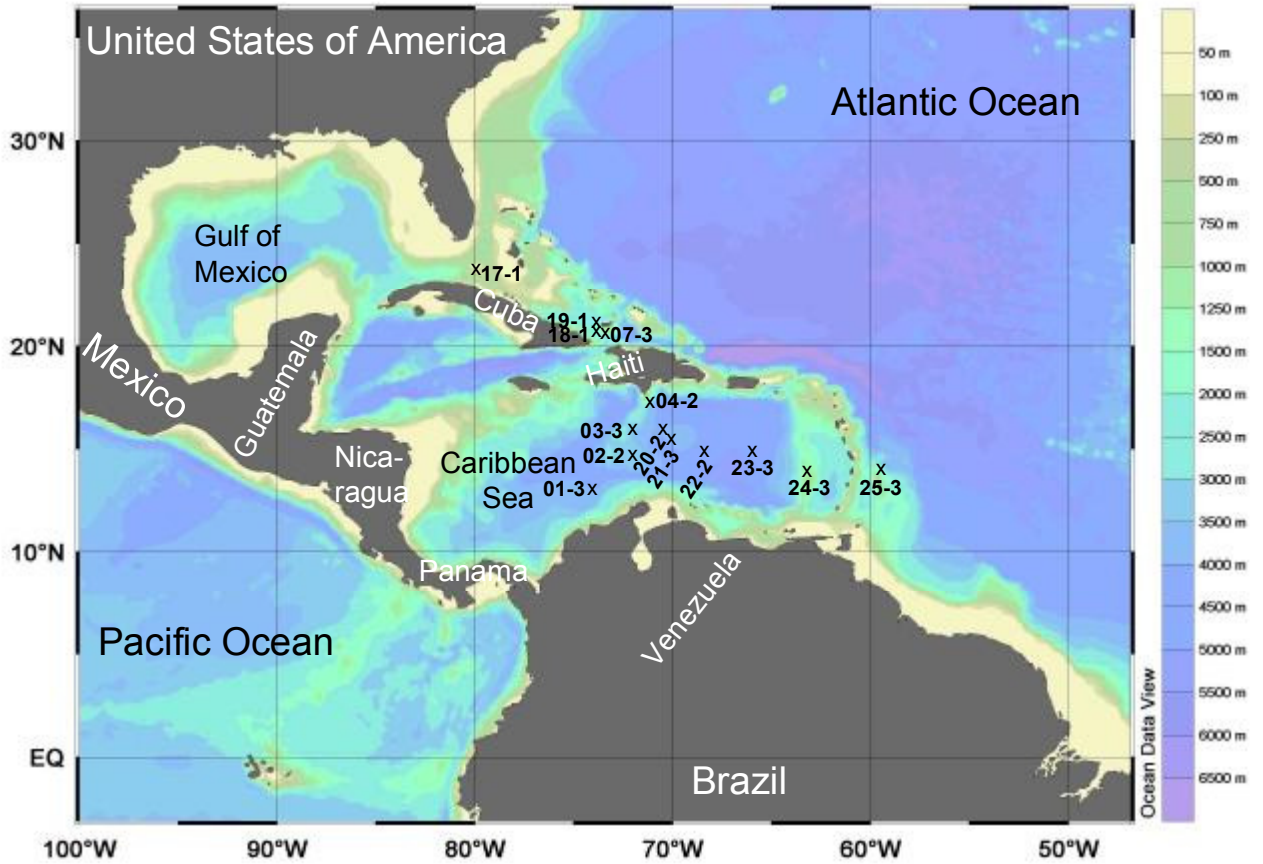 United States of America
Atlantic Ocean
30°N
Gulf of
Mexico
17-1
Cuba
19-1
18-1
07-3
20°N
Mexico
Guatemala
Haiti
04-2
03-3
02-2
20-2
21-3
22-2
23-3
24-3
25-3
01-3
Nica-
ragua
Caribbean
Sea
10°N
Panama
Venezuela
Pacific Ocean
EQ
Brazil
100°W
90°W
80°W
70°W
60°W
50°W
50 m
100 m
250 m
500 m
750 m
1000 m
1250 m
1500 m
2000 m
2500 m
3000 m
3500 m
4000 m
4500 m
5000 m
5500 m
6000 m
6500 m
Ocean Data View